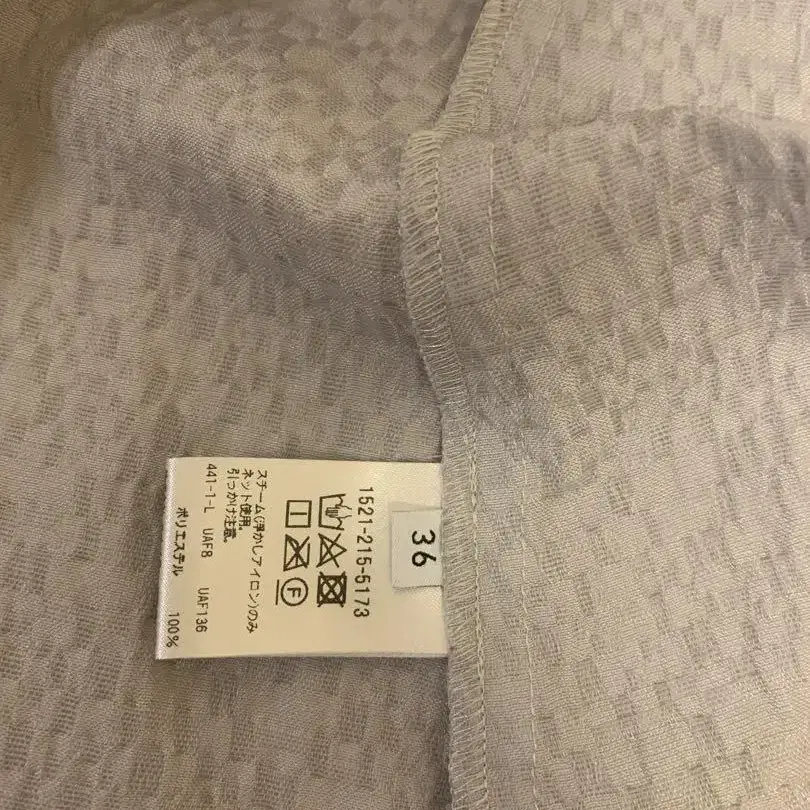 36
1521-215-5173
F
スチーム(浮かしアイロン)のみ
ネット使用。
引っかけ注意。
441-1-L UAF8 UAF136
ポリエステル 100%